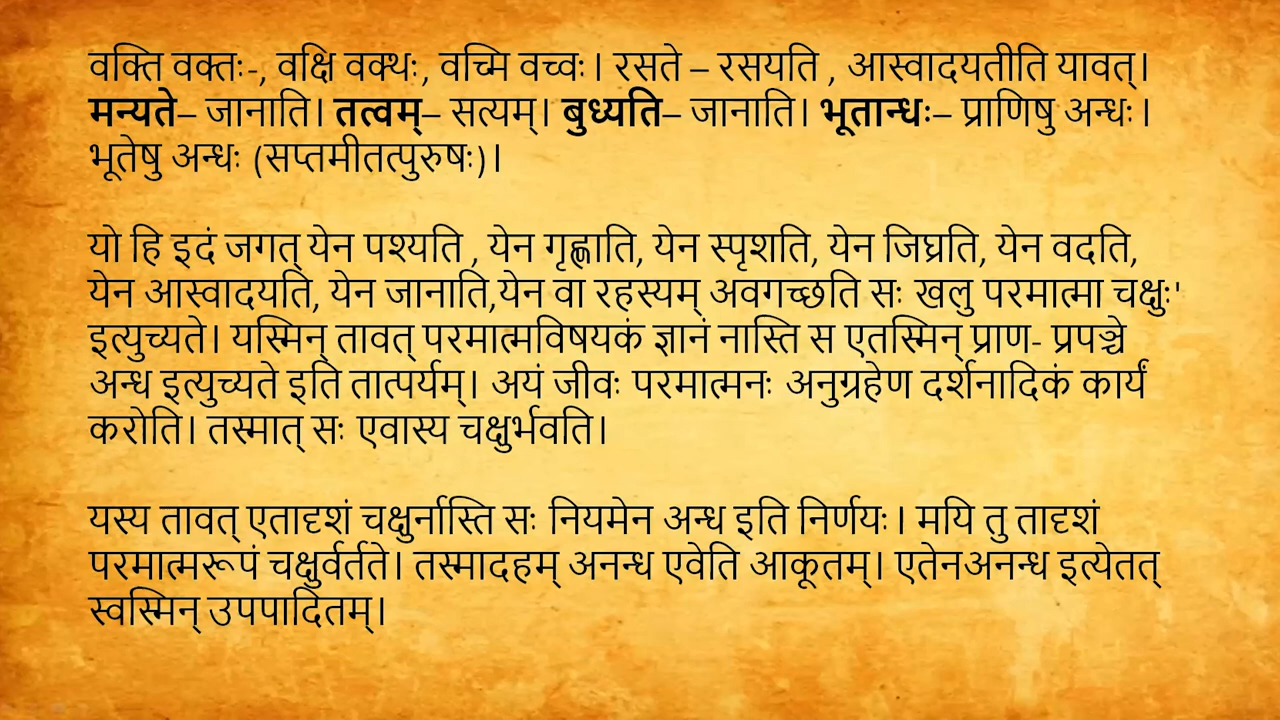 वक्ति वक्तः-, वक्षि वक्थः, वच्मि वच्वः। रसते – रसयति , आस्वादयतीति यावत्।
मन्यते– जानाति। तत्वम्– सत्यम्। बुध्यति– जानाति। भूतान्धः– प्राणिषु अन्धः।
भूतेषु अन्धः (सप्तमीतत्पुरुषः)।
यो हि इदं जगत् येन पश्यति , येन गृह्णाति, येन स्पृशति, येन जिघ्रति, येन वदति,
येन आस्वादयति, येन जानाति,येन वा रहस्यम् अवगच्छति सः खलु परमात्मा चक्षुः'
इत्युच्यते। यस्मिन् तावत् परमात्मविषयकं ज्ञानं नास्ति स एतस्मिन् प्राण- प्रपञ्चे
अन्ध इत्युच्यते इति तात्पर्यम्। अयं जीवः परमात्मनः अनुग्रहेण दर्शनादिकं कार्यं
करोति। तस्मात् सः एवास्य चक्षुर्भवति।
यस्य तावत् एतादृशं चक्षुर्नास्ति सः नियमेन अन्ध इति निर्णयः। मयि तु तादृशं
परमात्मरूपं चक्षुर्वर्तते। तस्मादहम् अनन्ध एवेति आकूतम्। एतेनअनन्ध इत्येतत्
स्वस्मिन् उपपादितम्।